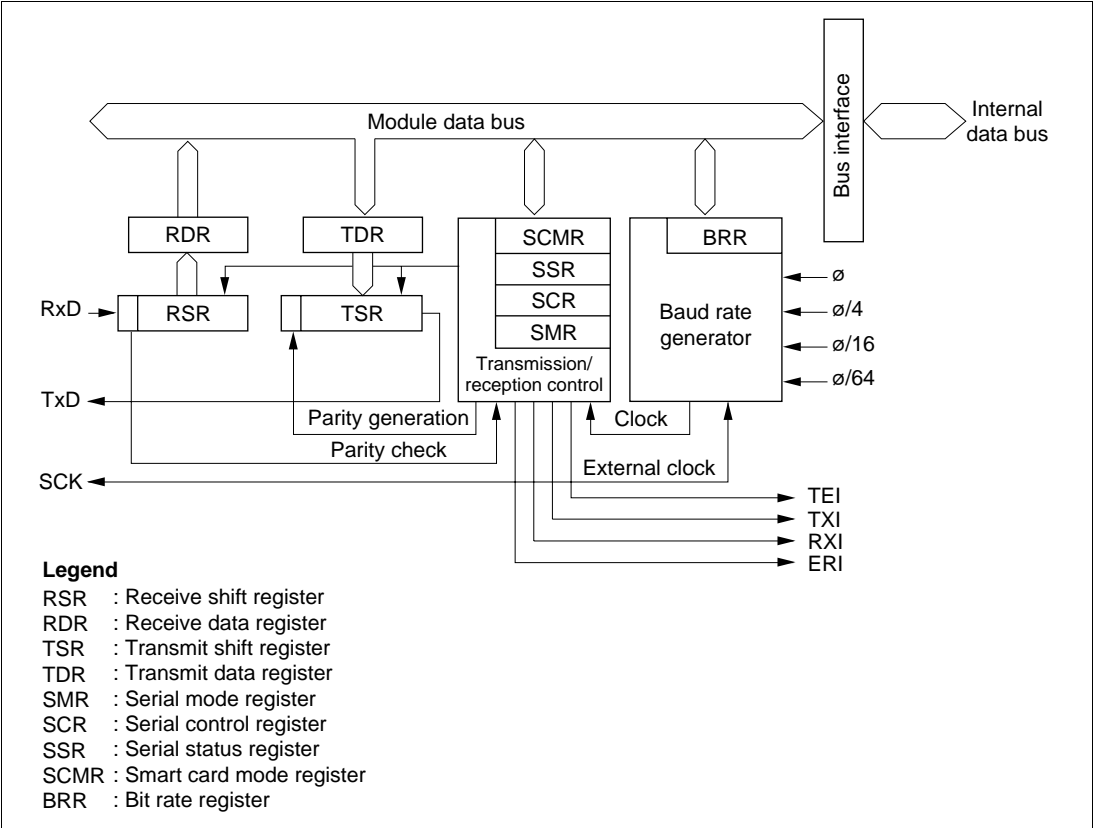 Bus interface
Internal
data bus
Module data bus
RDR
TDR
SCMR
BRR
SSR
SCR
SMR
RxD
RSR
TSR
Transmission/
reception control
Baud rate
generator
ø
ø/4
ø/16
ø/64
TxD
Parity generation
Clock
Parity check
External clock
SCK
TEI
TXI
RXI
ERI
Legend
RSR : Receive shift register
RDR : Receive data register
TSR : Transmit shift register
TDR : Transmit data register
SMR : Serial mode register
SCR : Serial control register
SSR : Serial status register
SCMR : Smart card mode register
BRR : Bit rate register